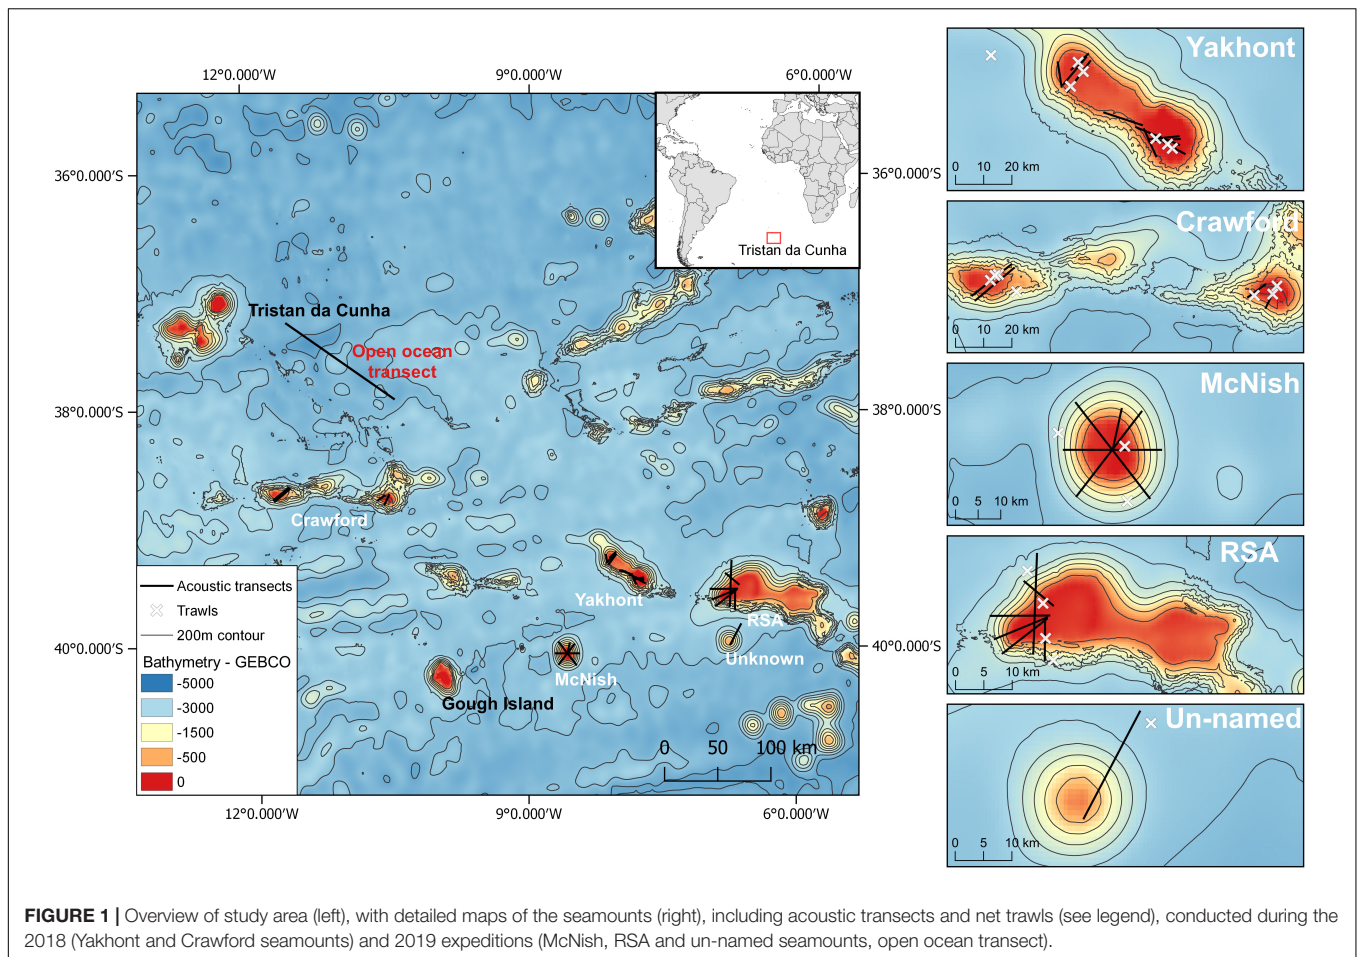 12°0.000′W
9°0.000′W
6°0.000′W
36°0.000′S
36°0.000′S
Tristan da Cunha
Tristan da Cunha
Open ocean
transect
38°0.000′S
38°0.000′S
Crawford
Yakhont
RSA
Unknown
McNish
Gough Island
40°0.000′S
40°0.000′S
Acoustic transects
Trawls
200m contour
Bathymetry - GEBCO
-5000
-3000
-1500
-500
0
0 50 100 km
12°0.000′W
9°0.000′W
6°0.000′W
Yakhont
0 10 20 km
Crawford
0 10 20 km
McNish
0 5 10 km
RSA
0 5 10 km
Un-named
0 5 10 km
FIGURE 1 | Overview of study area (left), with detailed maps of the seamounts (right), including acoustic transects and net trawls (see legend), conducted during the
2018 (Yakhont and Crawford seamounts) and 2019 expeditions (McNish, RSA and un-named seamounts, open ocean transect).